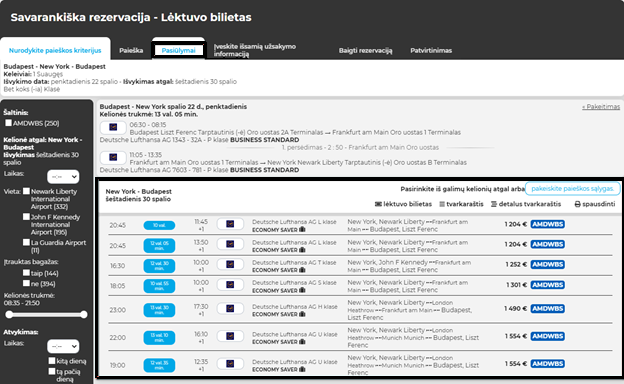 Savarankiška rezervacija - Lėktuvo bilietas
Nurodykite paieškos kriterijus
Paieška
Pasiūlymai
Įveskite išsamią užsakymo informaciją
Baigti rezervaciją
Patvirtinimas
Budapest - New York - Budapest
Keleiviai: 1 Suaugęs
Išvykimo data: penktadienis 22 spalio - Išvykimas atgal: šeštadienis 30 spalio
Bet koks (-ia) Klase
Šaltinis:
AMDWBS (250)
Kelionė atgal: New York - Budapest
Išvykimas šeštadienis 30 spalio
Laikas:
Vieta:
Newark Liberty International Airport (332)
John F Kennedy International Airport (195)
La Guardia Airport (11)
Įtrauktas bagažas:
taip (144)
ne (394)
Kelionės trukmė:
08:35 - 21:50
Atvykimas:
Laikas:
kitą dieną
tą pačią dieną
Budapest - New York spalio 22 d., penktadienis
« Pakeitimas
Kelionės trukmė: 13 val. 05 min.
06:30 - 08:15
Budapest Liszt Ferenc Tarptautinis (-ė) Oro uostas 2A Terminalas → Frankfurt am Main Oro uostas 1 Terminalas
Deutsche Lufthansa AG 1343 - 32A - P klasė BUSINESS STANDARD
1. persėdimas - 2 : 50 - Frankfurt am Main Oro uostas
11:05 - 13:35
Frankfurt am Main Oro uostas 1 Terminalas → New York Newark Liberty Tarptautinis (-ė) Oro uostas B Terminalas
Deutsche Lufthansa AG 7603 - 781 - P klasė BUSINESS STANDARD
New York - Budapest
šeštadienis 30 spalio
Pasirinkite iš galimų kelionių atgal arba pakeiskite paieškos sąlygas.
lėktuvo bilietas
tvarkaraštis
detalus tvarkaraštis
spausdinti
20:45 10 val. 11:45 +1 Deutsche Lufthansa AG L klasė ECONOMY SAVER New York, Newark Liberty Frankfurt am Main Budapest, Liszt Ferenc 1 204 € AMDWBS
20:45 12 val. 05 min. 13:50 +1 Deutsche Lufthansa AG L klasė ECONOMY SAVER New York, Newark Liberty Frankfurt am Main Budapest, Liszt Ferenc 1 204 € AMDWBS
16:30 12 val. 30 min. 10:00 +1 Deutsche Lufthansa AG T klasė ECONOMY SAVER New York, John F Kennedy Frankfurt am Main Budapest, Liszt Ferenc 1 252 € AMDWBS
18:05 10 val. 55 min. 10:00 +1 Deutsche Lufthansa AG S klasė ECONOMY SAVER New York, Newark Liberty Frankfurt am Main Budapest, Liszt Ferenc 1 301 € AMDWBS
23:00 13 val. 30 min. 17:30 +1 Deutsche Lufthansa AG H klasė ECONOMY SAVER New York, Newark Liberty London Heathrow Frankfurt am Main Budapest, Liszt Ferenc 1 490 € AMDWBS
22:00 13 val. 10 min. 16:10 +1 Deutsche Lufthansa AG U klasė ECONOMY SAVER New York, Newark Liberty London Heathrow Munich Munich Budapest, Liszt Ferenc 1 554 € AMDWBS
19:00 12 val. 35 min. 12:35 +1 Deutsche Lufthansa AG U klasė ECONOMY SAVER New York, Newark Liberty London Heathrow Munich Munich Budapest, Liszt Ferenc 1 554 € AMDWBS